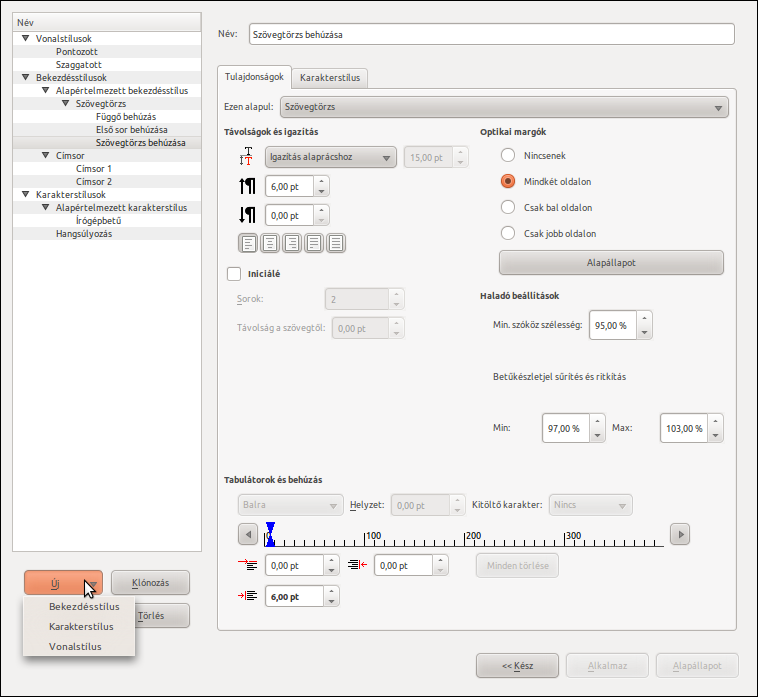 Név
Vonalstílusok
Pontozott
Szaggatott
Bekezdésstílusok
Alapértelmezett bekezdésstílus
Szövegtörzs
Függő behúzás
Első sor behúzása
Szövegtörzs behúzása
Címsor
Címsor 1
Címsor 2
Karakterstílusok
Alapértelmezett karakterstílus
Írógépbetű
Hangsúlyozás
Új
Klónozás
Törlés
Bekezdésstílus
Karakterstílus
Vonalstílus
Név: Szövegtörzs behúzása
Tulajdonságok Karakterstílus
Ezen alapul: Szövegtörzs
Távolságok és Igazítás
Igazítás alaprácshoz 15,00 pt
6,00 pt
0,00 pt
Iniciálé
Sorok: 2
Távolság a szövegtől: 0,00 pt
Optikai margók
Nincsenek
Mindkét oldalon
Csak bal oldalon
Csak jobb oldalon
Alapállapot
Haladó beállítások
Min. szóköz szélesség: 95,00 %
Betűkészletjel sűrítés és ritkítás
Min: 97,00 % Max: 103,00 %
Tabulátorok és behúzás
Balra Helyzet: 0,00 pt Kitöltő karakter: Nincs
0 100 200 300
0,00 pt 0,00 pt Minden törlése
6,00 pt
<< Kész Alkalmaz Alapállapot